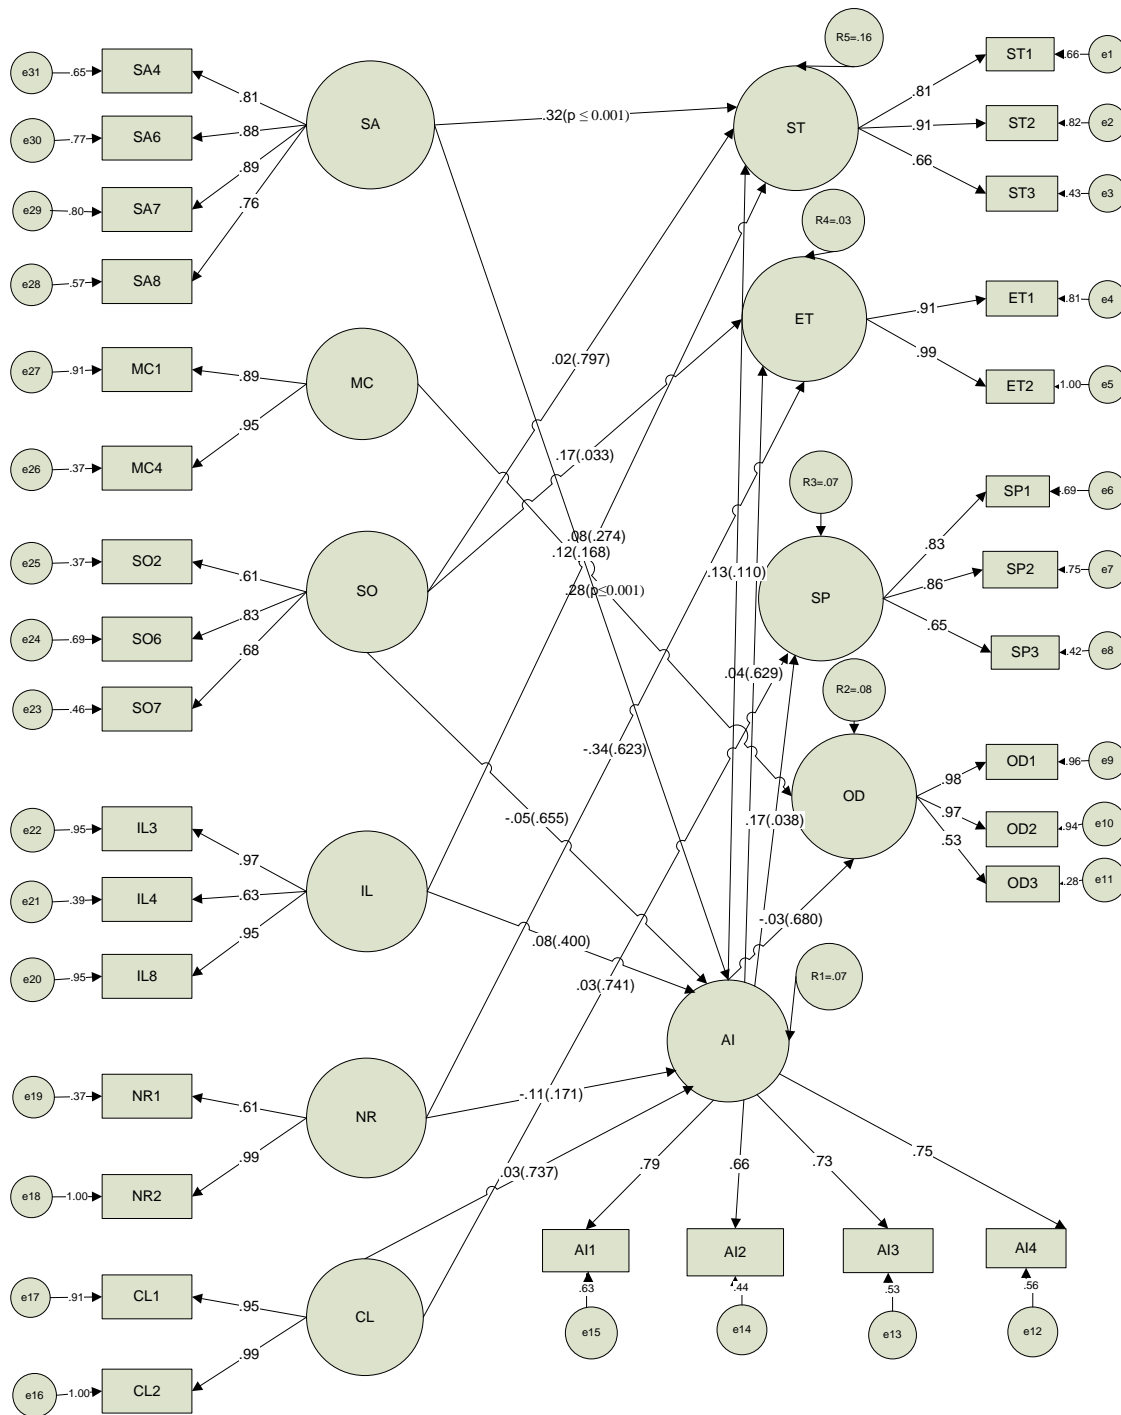 R5=.16
e31 .65 SA4
.81
SA
.32(p ≤ 0.001)
ST
.81
ST1 .66 e1
e30 .77 SA6
.88
.91
ST2 .82 e2
.89
e29 .80 SA7
.76
.66
ST3 .43 e3
R4=.03
e28 .57 SA8
ET
.91
ET1 .81 e4
.99
ET2 1.00 e5
e27 .91 MC1
.89
MC
.02(.797)
.95
e26 .37 MC4
.17(.033)
R3=.07
SP1 .69 e6
.83
.08(.274)
.12(.168)
e25 .37 SO2
.61
SO
.28(p≤0.001)
.13(.110)
SP
.86
SP2 .75 e7
.83
e24 .69 SO6
.65
SP3 .42 e8
.68
e23 .46 SO7
.04(.629)
R2=.08
-.34(.623)
OD
.98
OD1 .96 e9
.97
OD2 .94 e10
.53
OD3 .28 e11
-.05(.655)
.17(.038)
e22 .95 IL3
.97
IL
e21 .39 IL4
.63
.95
e20 .95 IL8
.08(.400)
-.03(.680)
.03(.741)
R1=.07
AI
e19 .37 NR1
.61
NR
-.11(.171)
.99
e18 1.00 NR2
.03(.737)
.79
.66
.73
.75
AI1
AI2
AI3
AI4
.63
.44
.53
.56
e15
e14
e13
e12
e17 .91 CL1
.95
CL
.99
e16 1.00 CL2